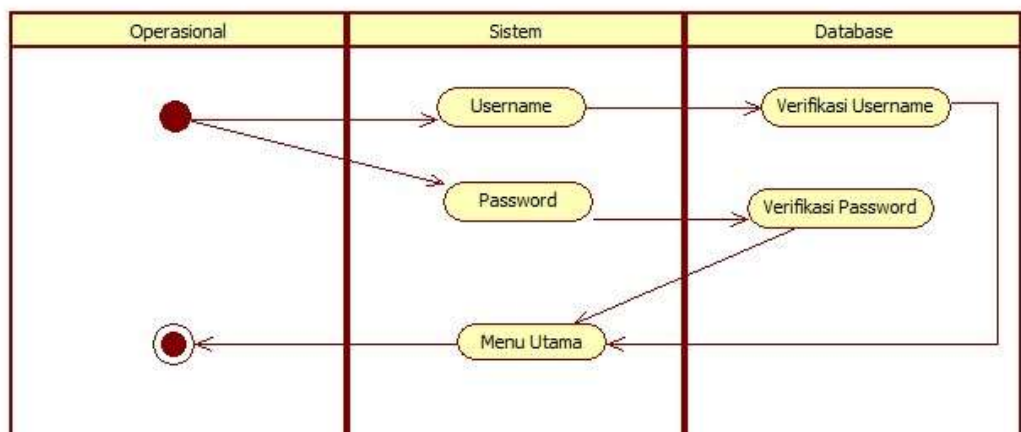 Operasional
Sistem
Database
Username
Verifikasi Username
Password
Verifikasi Password
Menu Utama